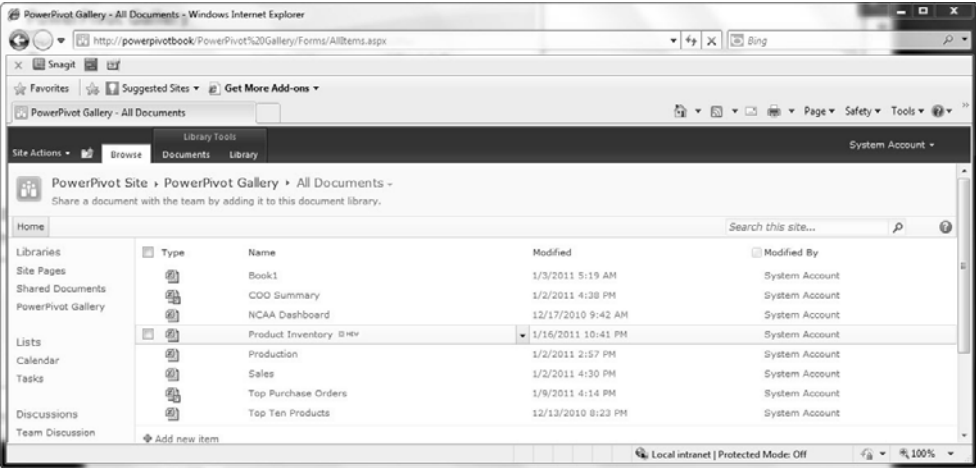 PowerPivot Gallery - All Documents - Windows Internet Explorer
http://powerpivotbook/PowerPivot%20Gallery/Forms/AllItems.aspx Bing
Snagit
Favorites Suggested Sites Get More Add-ons
PowerPivot Gallery - All Documents Page Safety Tools
Library Tools
Site Actions Browse Documents Library System Account
PowerPivot Site PowerPivot Gallery All Documents
Share a document with the team by adding it to this document library.
Home Search this site...
Libraries Type Name Modified Modified By
Site Pages Book1 1/3/2011 5:19 AM System Account
Shared Documents COO Summary 1/2/2011 4:38 PM System Account
PowerPivot Gallery NCAA Dashboard 12/17/2010 9:42 AM System Account
Lists Product Inventory NEW 1/16/2011 10:41 PM System Account
Calendar Production 1/2/2011 2:57 PM System Account
Tasks Sales 1/2/2011 4:30 PM System Account
Top Purchase Orders 1/9/2011 4:14 PM System Account
Discussions Top Ten Products 12/13/2010 8:23 PM System Account
Team Discussion Add new item
Local intranet | Protected Mode: Off 100%